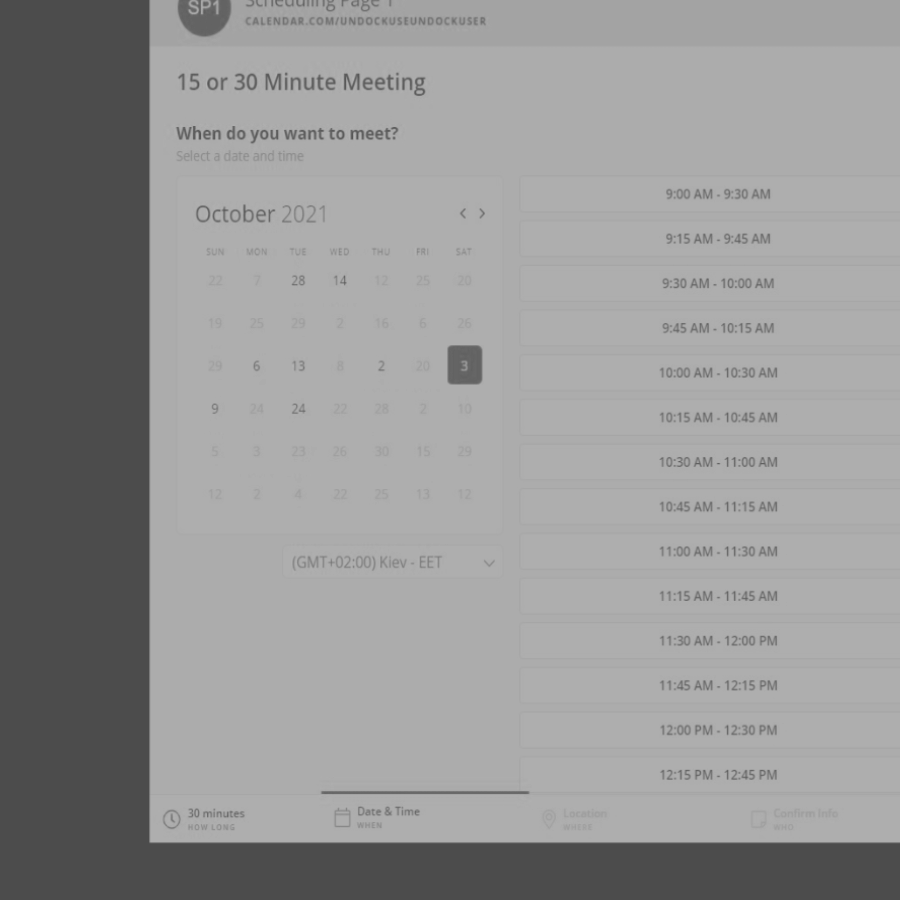 SP1
Scheduling Page 1
CALENDAR.COM/UNDOCKUSEUNDOCKUSER
15 or 30 Minute Meeting
When do you want to meet?
Select a date and time
October 2021
SUN MON TUE WED THU FRI SAT
22 7 28 14 12 25 20
19 25 29 2 16 6 26
29 6 13 8 2 20 3
9 24 24 22 28 2 10
5 3 23 26 30 15 29
12 2 4 22 25 13 12
(GMT+02:00) Kiev - EET
9:00 AM - 9:30 AM
9:15 AM - 9:45 AM
9:30 AM - 10:00 AM
9:45 AM - 10:15 AM
10:00 AM - 10:30 AM
10:15 AM - 10:45 AM
10:30 AM - 11:00 AM
10:45 AM - 11:15 AM
11:00 AM - 11:30 AM
11:15 AM - 11:45 AM
11:30 AM - 12:00 PM
11:45 AM - 12:15 PM
12:00 PM - 12:30 PM
12:15 PM - 12:45 PM
30 minutes
HOW LONG
Date & Time
WHEN
Location
WHERE
Confirm Info
WHO